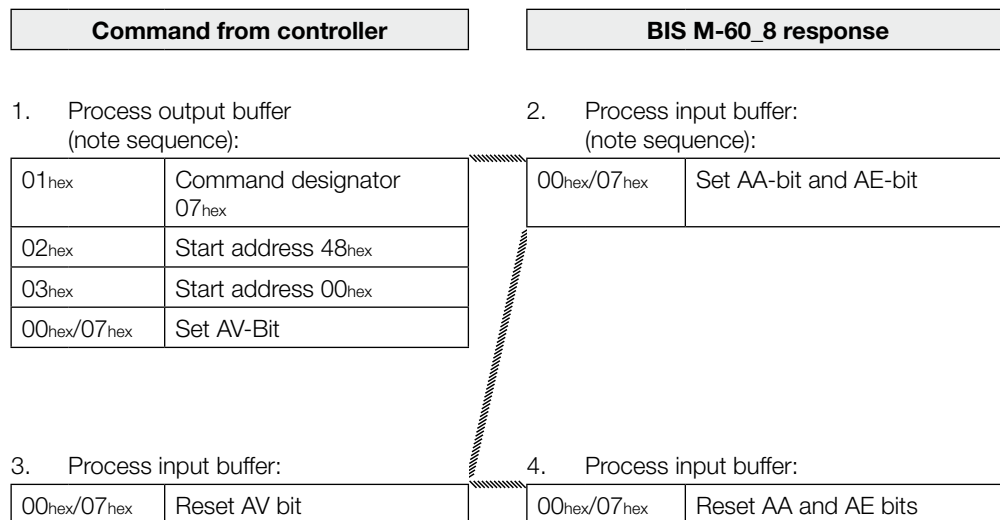 Command from controller
BIS M-60_8 response
1. Process output buffer
(note sequence):
2. Process input buffer:
(note sequence):
01hex Command designator
07hex
02hex Start address 48hex
03hex Start address 00hex
00hex/07hex Set AV-Bit
00hex/07hex Set AA-bit and AE-bit
3. Process input buffer:
00hex/07hex Reset AV bit
4. Process input buffer:
00hex/07hex Reset AA and AE bits